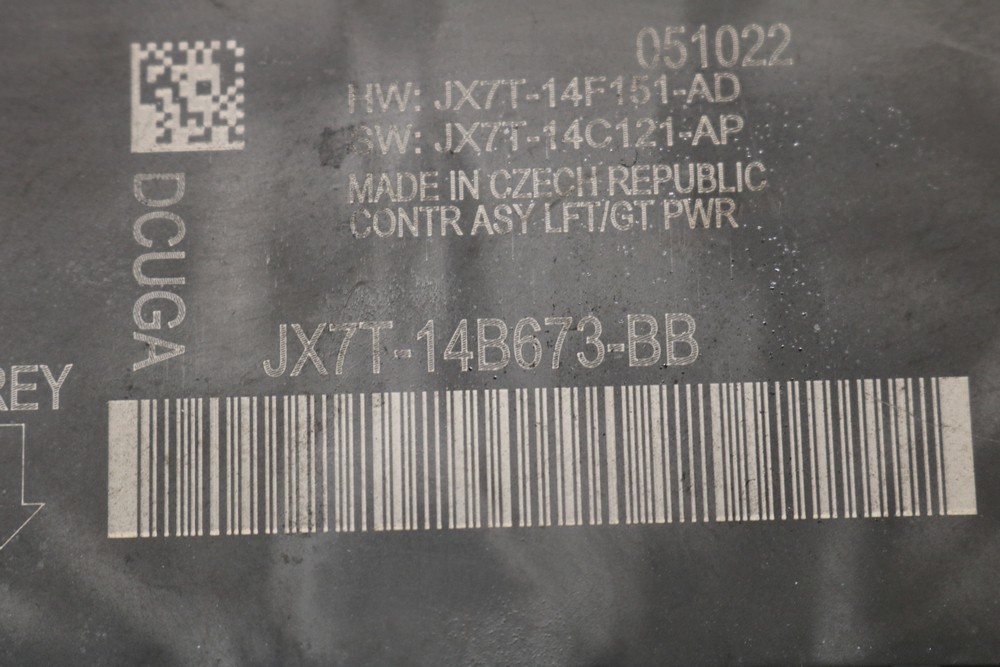 051022
HW: JX7T-14F151-AD
SW: JX7T-14C121-AP
MADE IN CZECH REPUBLIC
CONTR ASY LFT/GT PWR
DCUGA
JX7T-14B673-BB
REY